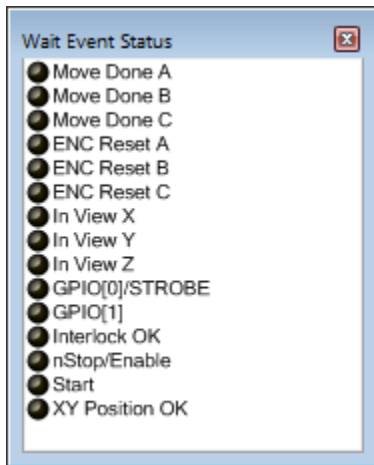 Wait Event Status
Move Done A
Move Done B
Move Done C
ENC Reset A
ENC Reset B
ENC Reset C
In View X
In View Y
In View Z
GPIO[0]/STROBE
GPIO[1]
Interlock OK
nStop/Enable
Start
XY Position OK